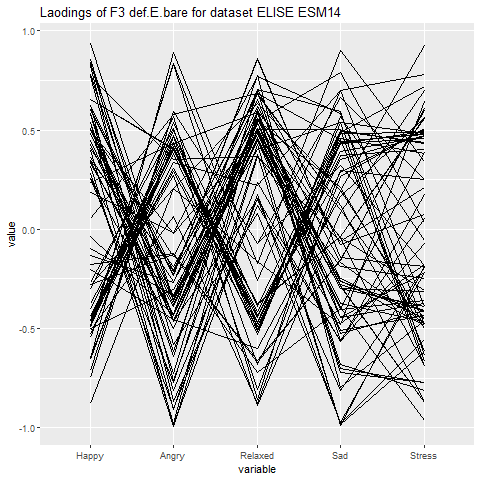 Laodings of F3 def.E.bare for dataset ELISE ESM14
1.0
0.5
0.0
-0.5
-1.0
value
Happy Angry Relaxed Sad Stress
variable